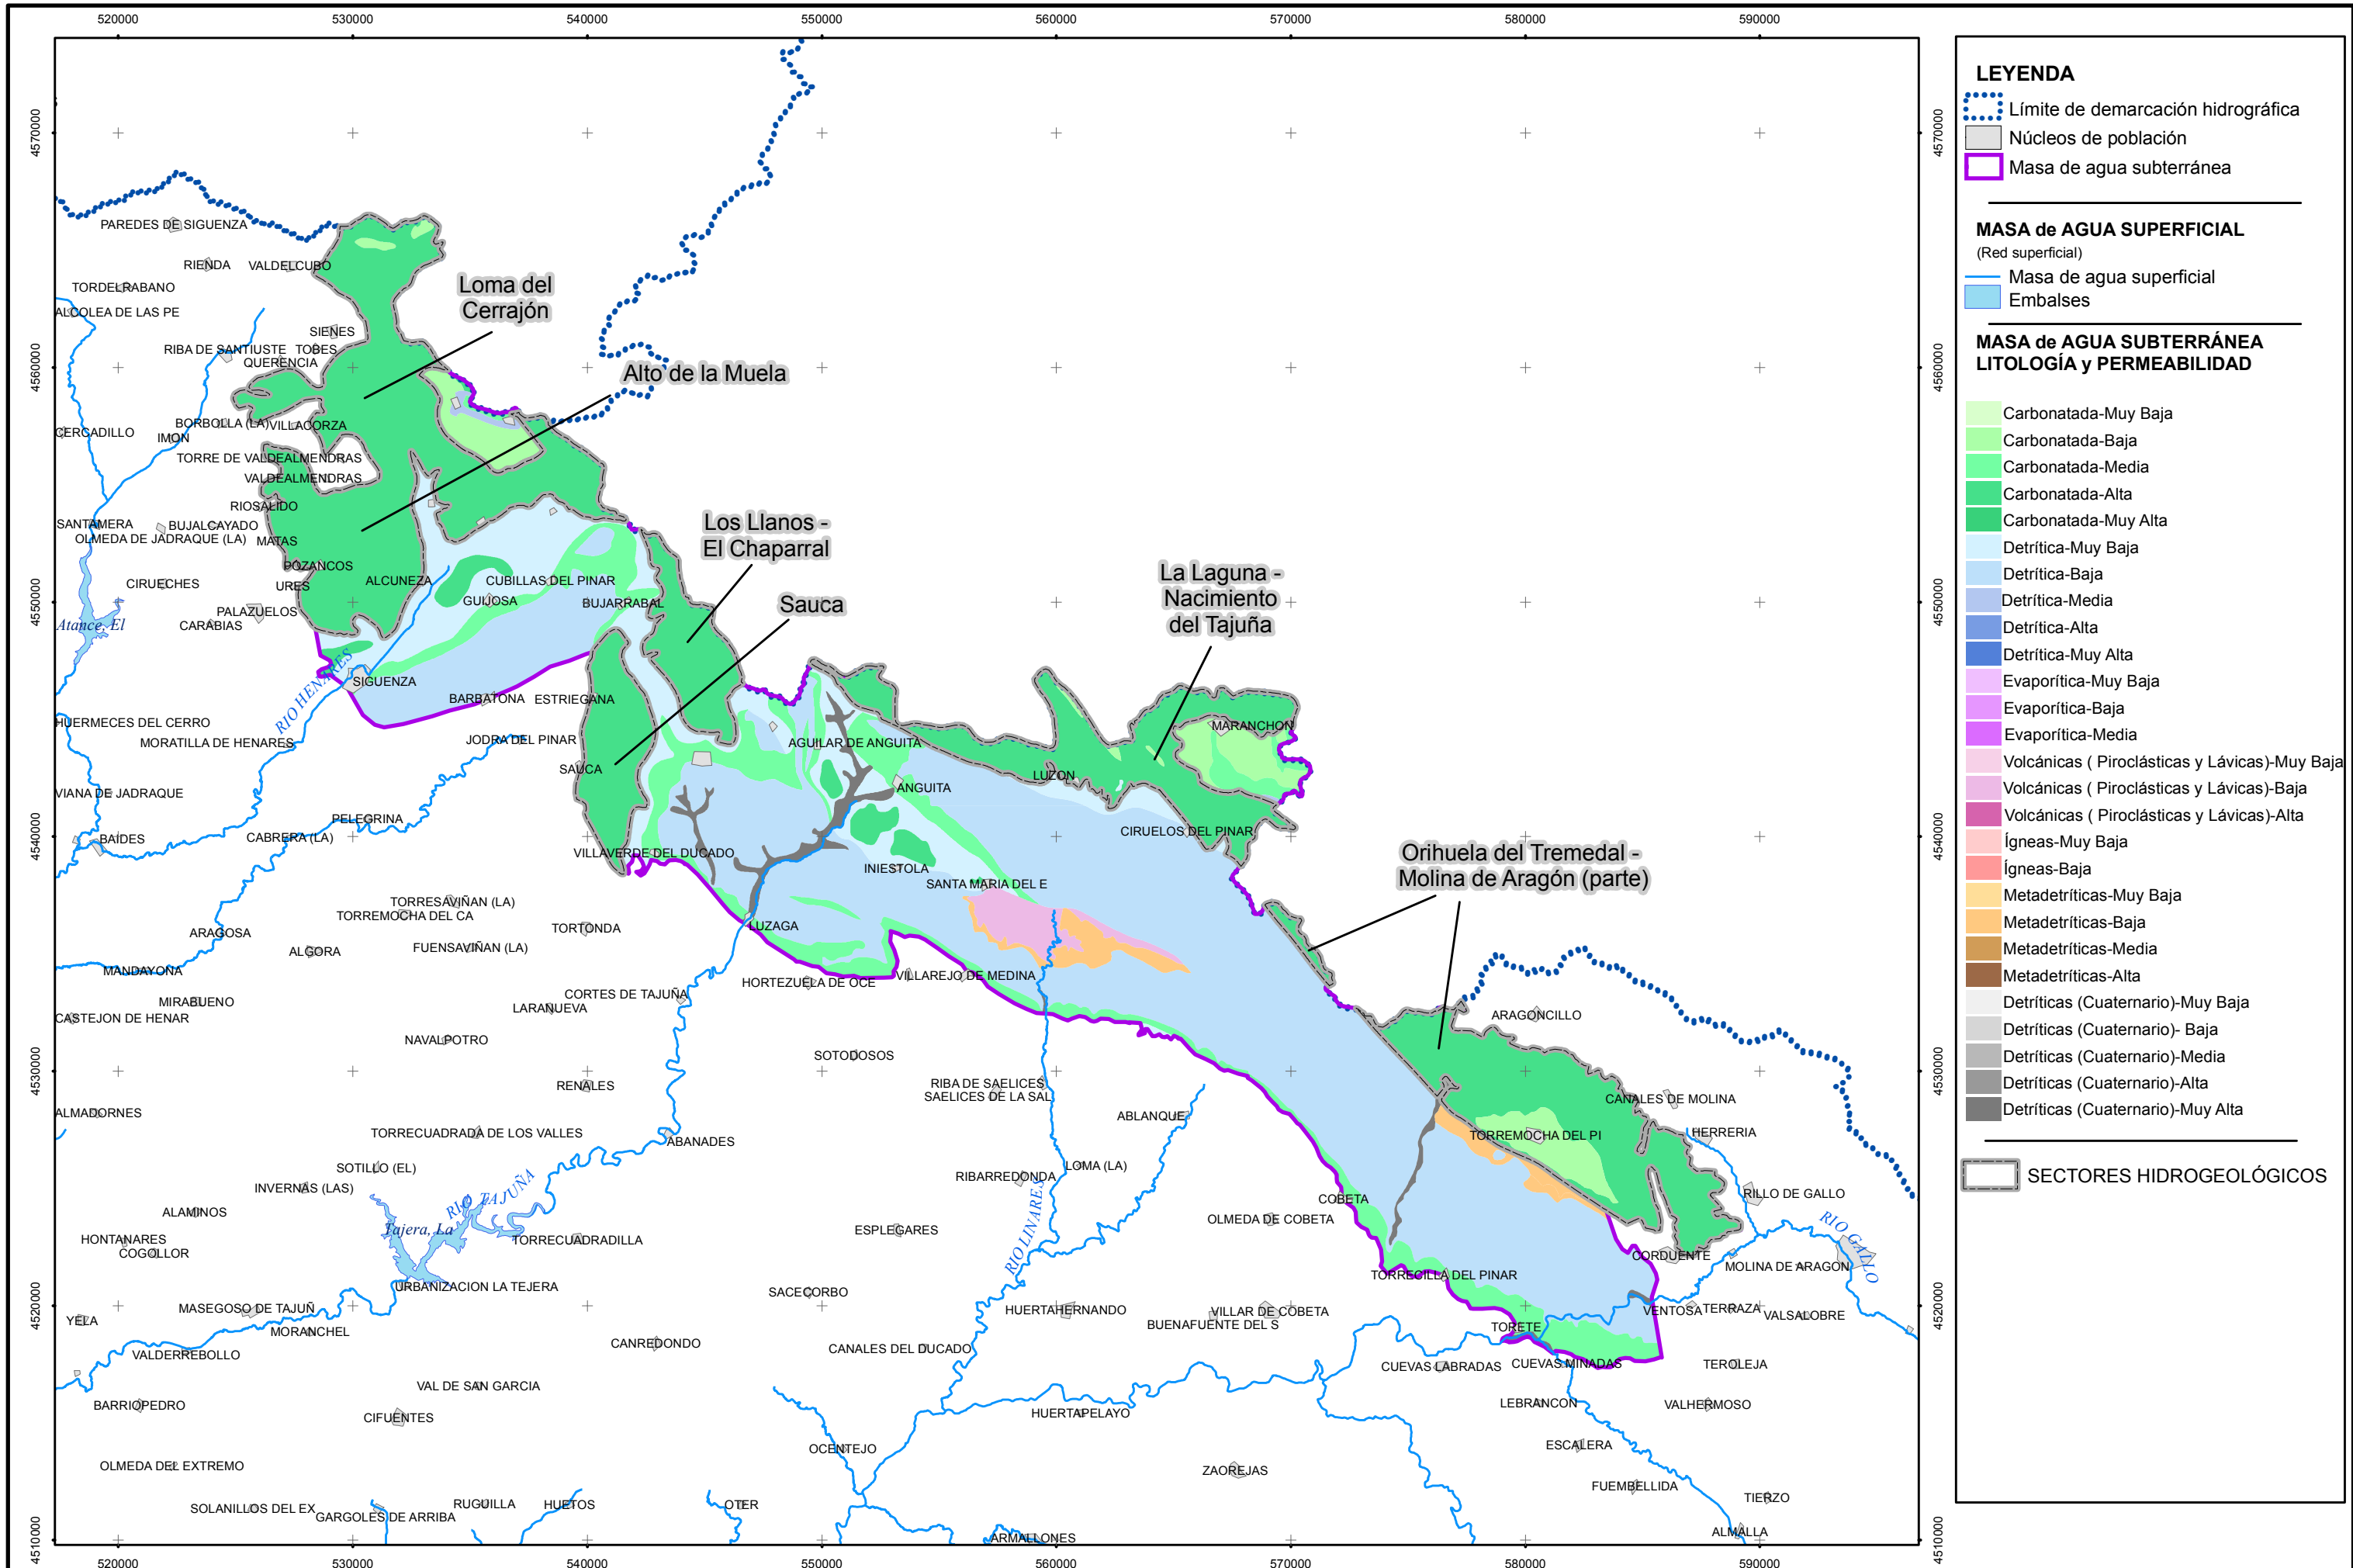 520000 530000 540000 550000 560000 570000 580000 590000
4570000
4560000
4550000
4540000
4530000
4520000
4510000
4570000
4560000
4550000
4540000
4530000
4520000
4510000
PAREDES DE SIGUENZA
RIENDA
VALDELCUBO
TORDELRABANO
ALCOLEA DE LAS PE
SIENES
RIBA DE SANTIUSTE
TOBES
QUERENCIA
Loma del
Cerrajón
Alto de la Muela
CERCADILLO
BORBOLLA (LA)
VILLACORZA
IMON
TORRE DE VALDEALMENDRAS
VALDEALMENDRAS
RIOSALIDO
SANTAMERA
BUJALCAYADO
OLMEDA DE JADRAQUE (LA)
MATAS
Los Llanos -
El Chaparral
POZANCOS
CIRUECHES
URES
ALCUNEZA
CUBILLAS DEL PINAR
GUIJOSA
BUJARRABAL
Sauca
La Laguna -
Nacimiento
del Tajuña
PALAZUELOS
CARABIAS
Atance, El
SIGUENZA
RIO HENARES
BARBATONA
ESTRIEGANA
HUERMECES DEL CERRO
MORATILLA DE HENARES
JODRA DEL PINAR
AGUILAR DE ANGUITA
MARANCHON
SAUCA
LUZON
ANGUITA
VIANA DE JADRAQUE
PELEGRINA
BAIDES
CABRERA (LA)
CIRUELOS DEL PINAR
VILLAVERDE DEL DUCADO
INIESTOLA
SANTA MARIA DEL E
Orihuela del Tremedal -
Molina de Aragón (parte)
TORRESAVIÑAN (LA)
TORREMOCHA DEL CA
ARAGOSA
TORTONDA
LUZAGA
ALGORA
FUENSAVIÑAN (LA)
MANDAYONA
HORTEZUELA DE OCE
VILLAREJO DE MEDINA
MIRABUENO
CORTES DE TAJUÑA
LARANUEVA
CASTEJON DE HENAR
ARAGONCILLO
NAVALPOTRO
SOTODOSOS
RENALES
RIBA DE SAELICES
SAELICES DE LA SAL
ABLANQUE
CANALES DE MOLINA
ALMADORNES
TORRECUADRADA DE LOS VALLES
ABANADES
TORREMOCHA DEL PI
HERRERIA
SOTILLO (EL)
LOMA (LA)
RIBARREDONDA
INVERNAS (LAS)
RIO TAJUÑA
COBETA
RILLO DE GALLO
ALAMINOS
Tajera, La
ESPLEGARES
OLMEDA DE COBETA
RIO GALLO
HONTANARES
COGOLLOR
TORRECUADRADILLA
RIO LINARES
CORDUENTE
MOLINA DE ARAGON
URBANIZACION LA TEJERA
TORRECILLA DEL PINAR
SACECORBO
YELA
MASEGOSO DE TAJUÑ
MORANCHEL
HUERTAHERNANDO
VILLAR DE COBETA
BUENAFUENTE DEL S
TORETE
VENTOSA
TERRAZA
VALSALOBRE
VALDERREBOLLO
CANREDONDO
CANALES DEL DUCADO
CUEVAS LABRADAS
CUEVAS MINADAS
TEROLEJA
VAL DE SAN GARCIA
BARRIOPEDRO
CIFUENTES
HUERTAPELAYO
LEBRANCON
VALHERMOSO
OCENTEJO
ESCALERA
OLMEDA DEL EXTREMO
ZAOREJAS
FUEMBELLIDA
SOLANILLOS DEL EX
GARGOLES DE ARRIBA
RUGUILLA
HUETOS
OTER
TIERZO
ARMALLONES
ALMALLA
520000 530000 540000 550000 560000 570000 580000 590000
LEYENDA
Límite de demarcación hidrográfica
Núcleos de población
Masa de agua subterránea
MASA de AGUA SUPERFICIAL
(Red superficial)
Masa de agua superficial
Embalses
MASA de AGUA SUBTERRÁNEA
LITOLOGÍA y PERMEABILIDAD
Carbonatada-Muy Baja
Carbonatada-Baja
Carbonatada-Media
Carbonatada-Alta
Carbonatada-Muy Alta
Detrítica-Muy Baja
Detrítica-Baja
Detrítica-Media
Detrítica-Alta
Detrítica-Muy Alta
Evaporítica-Muy Baja
Evaporítica-Baja
Evaporítica-Media
Volcánicas ( Piroclásticas y Lávicas)-Muy Baja
Volcánicas ( Piroclásticas y Lávicas)-Baja
Volcánicas ( Piroclásticas y Lávicas)-Alta
Ígneas-Muy Baja
Ígneas-Baja
Metadetríticas-Muy Baja
Metadetríticas-Baja
Metadetríticas-Media
Metadetríticas-Alta
Detríticas (Cuaternario)-Muy Baja
Detríticas (Cuaternario)- Baja
Detríticas (Cuaternario)-Media
Detríticas (Cuaternario)-Alta
Detríticas (Cuaternario)-Muy Alta
SECTORES HIDROGEOLÓGICOS